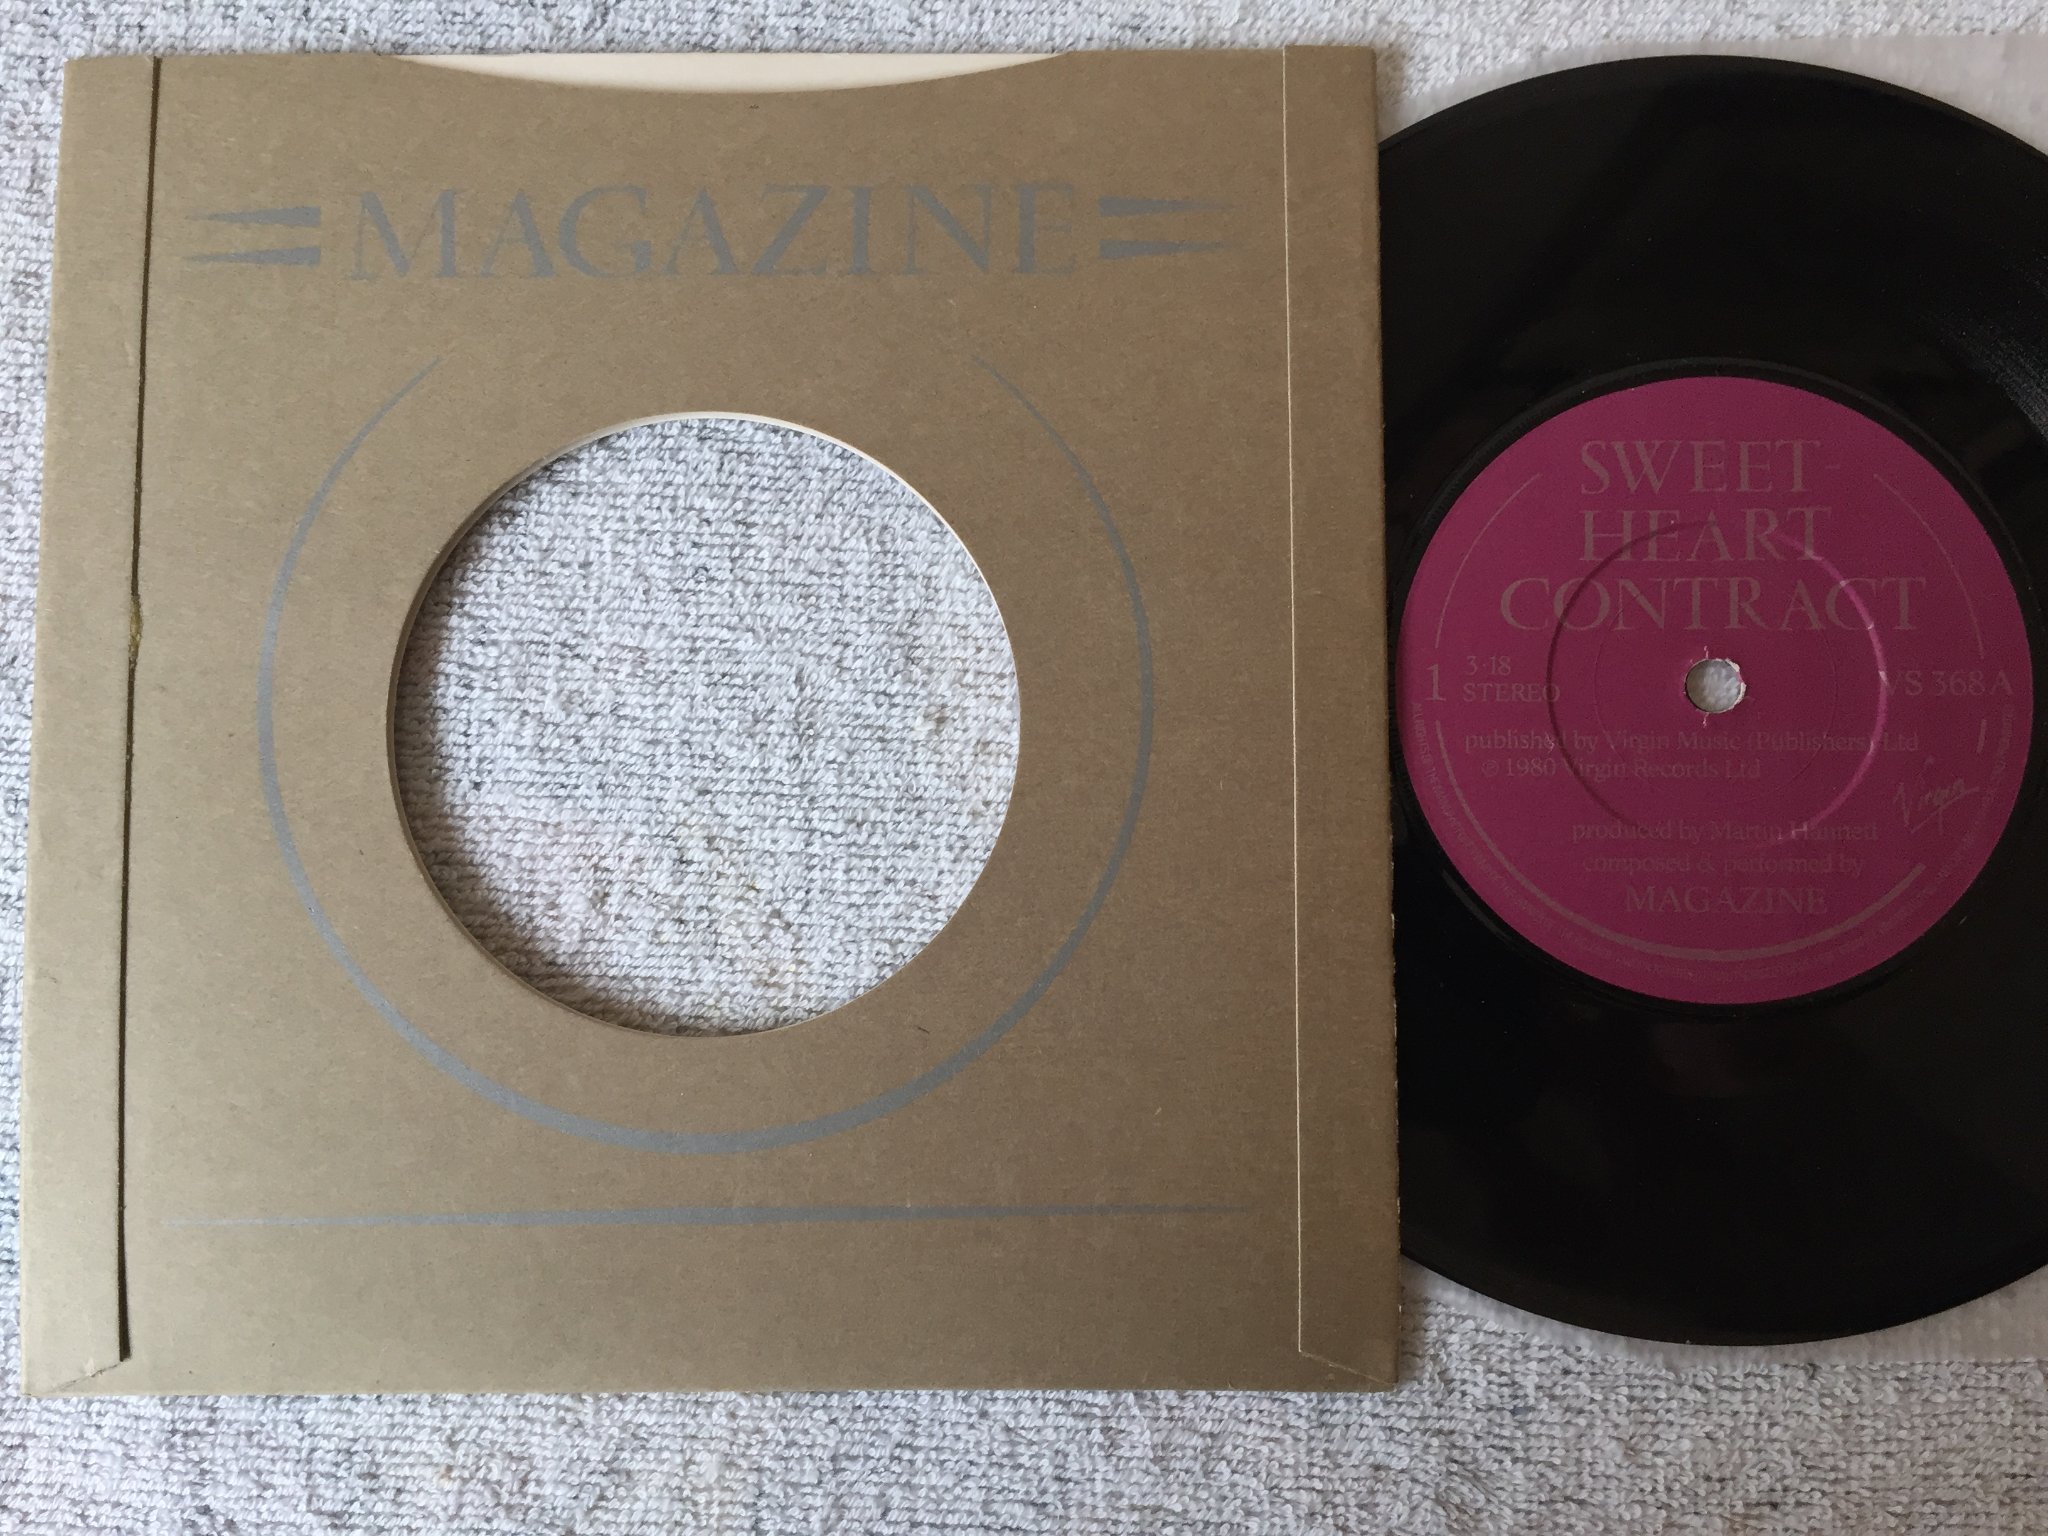 MAGAZINE
SWEET-
HEART
CONTRACT
1
3·18
STEREO
VS 368 A
published by Virgin Music (Publishers) Ltd
℗ 1980 Virgin Records Ltd
Virgin
produced by Martin Hannett
composed & performed by
MAGAZINE